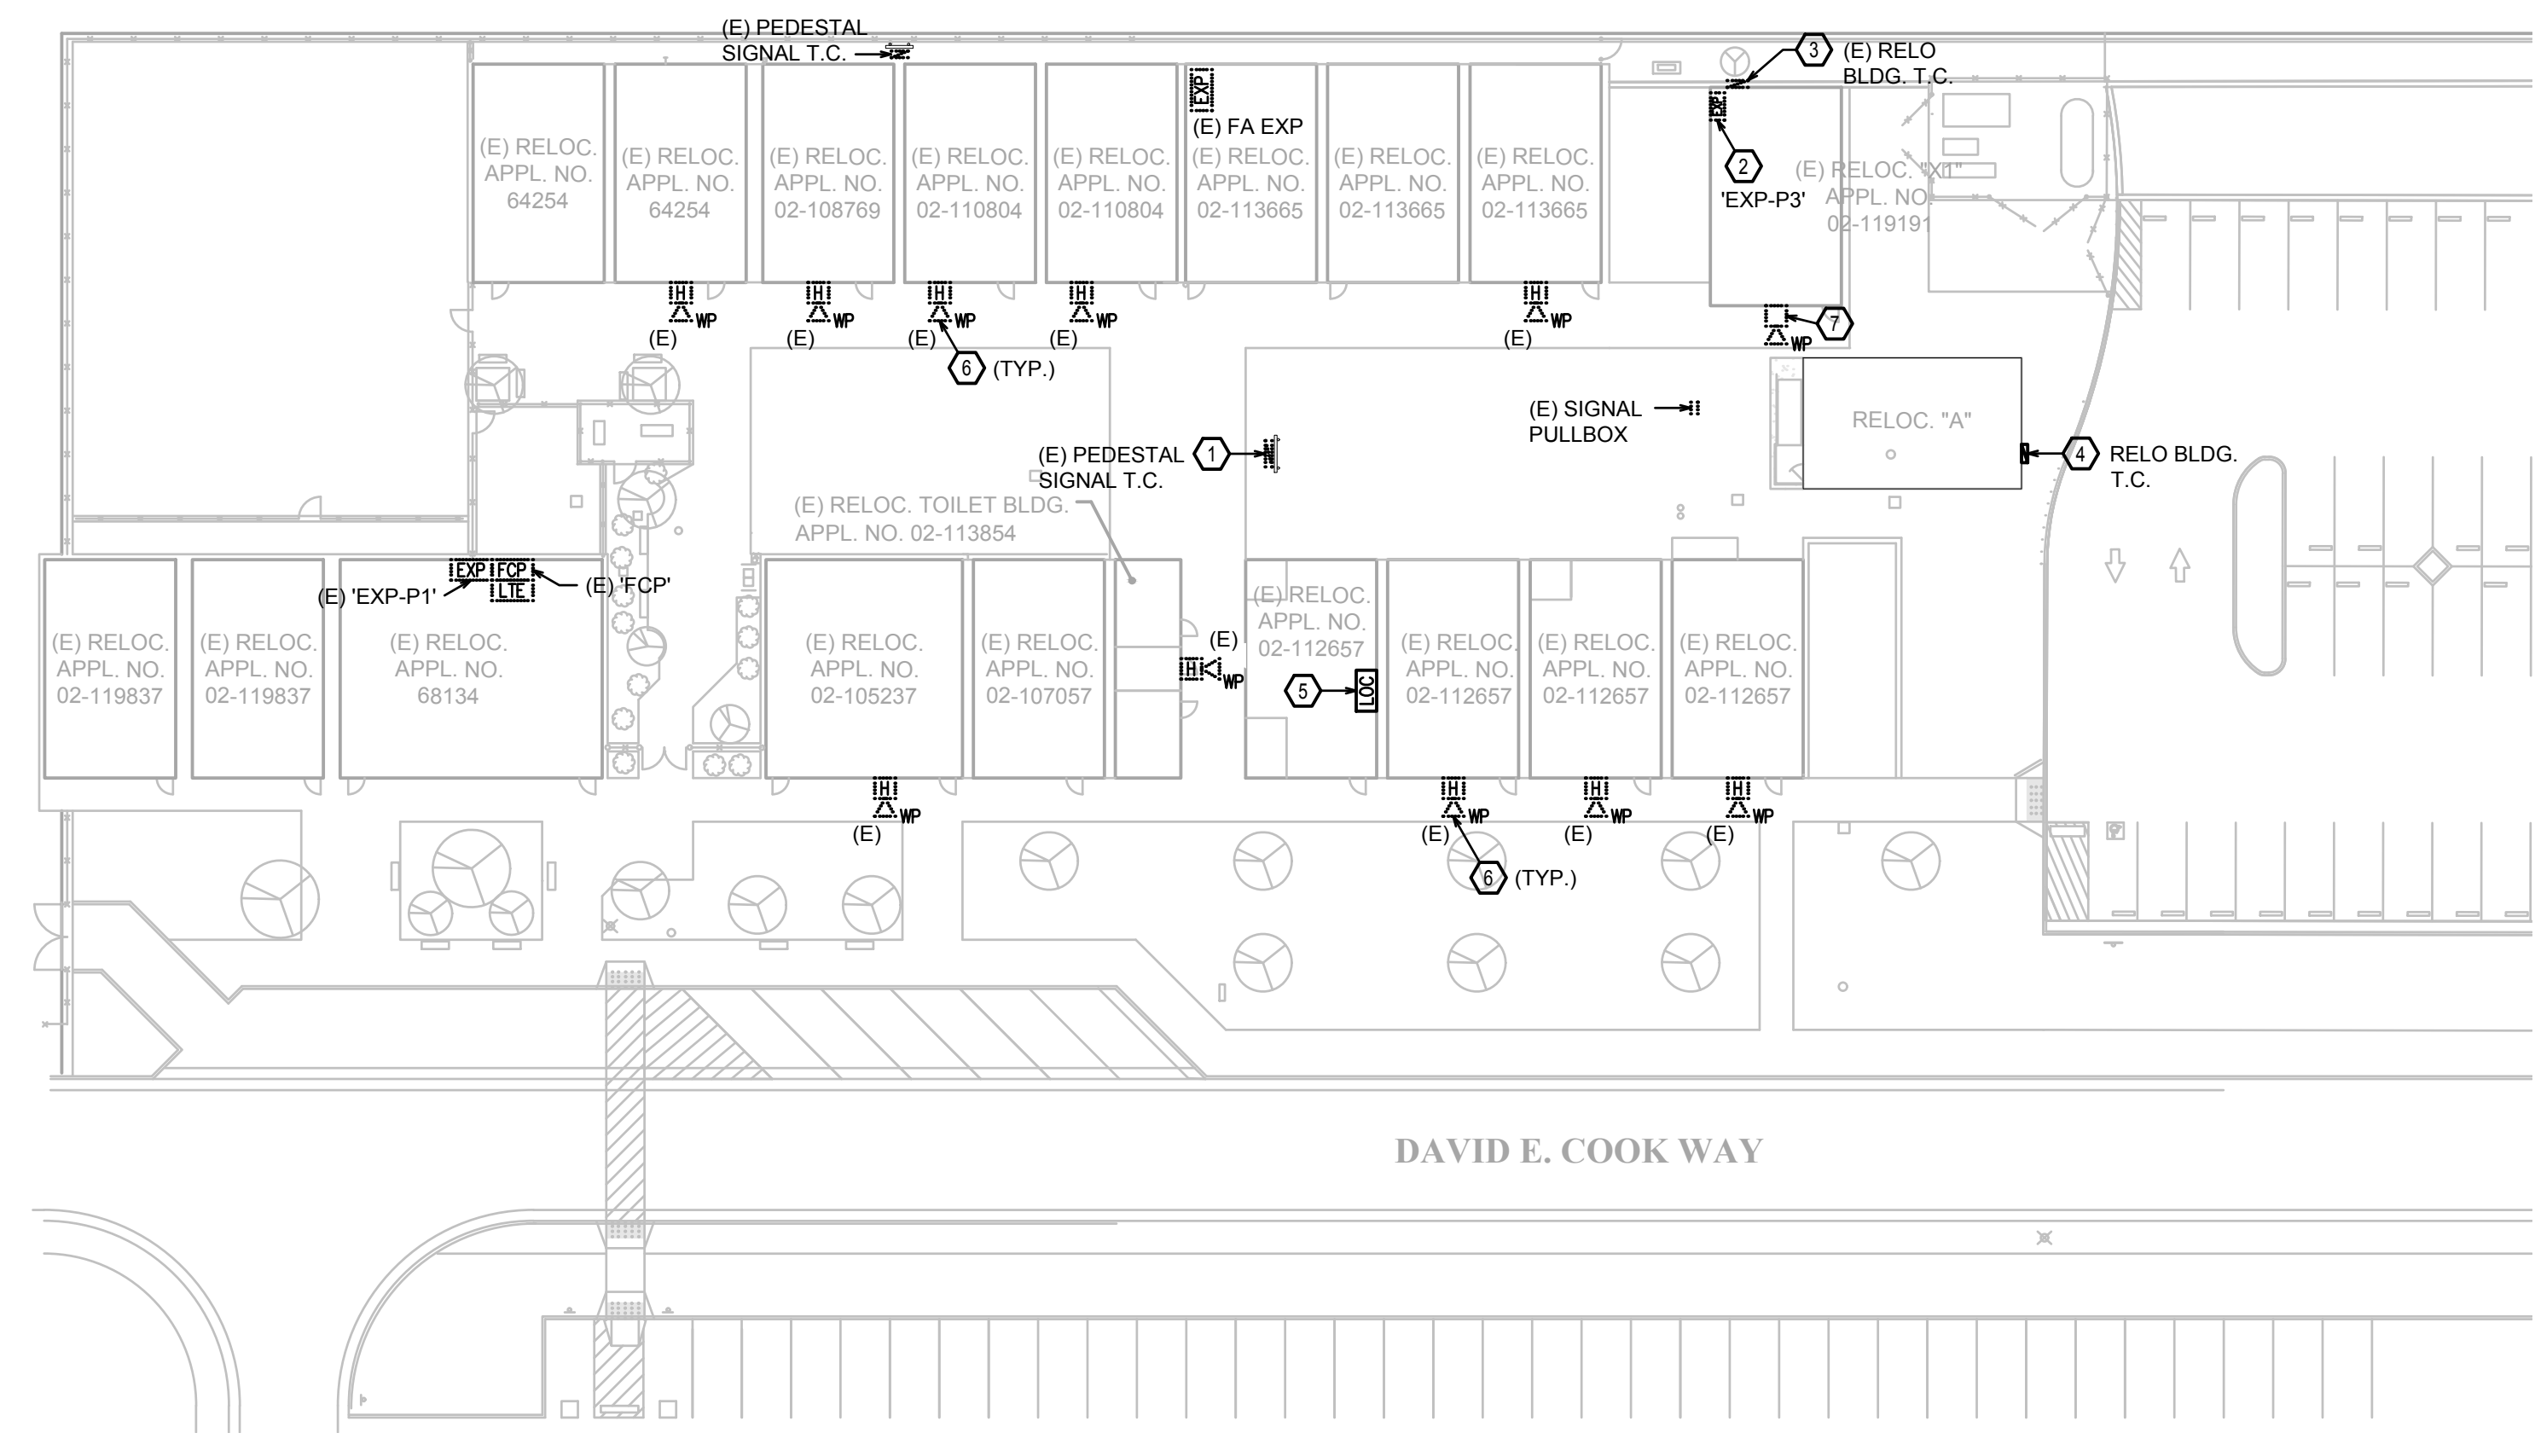 (E) PEDESTAL
SIGNAL T.C.
3
(E) RELO
BLDG. T.C.
EXP
(E) FA EXP
EXP
2
'EXP-P3'
(E) RELOC.
APPL. NO.
64254
(E) RELOC.
APPL. NO.
64254
(E) RELOC.
APPL. NO.
02-108769
(E) RELOC.
APPL. NO.
02-110804
(E) RELOC.
APPL. NO.
02-110804
(E) RELOC.
APPL. NO.
02-113665
(E) RELOC.
APPL. NO.
02-113665
(E) RELOC.
APPL. NO.
02-113665
(E) RELOC. "X1"
APPL. NO.
02-119191
H
WP
(E)
H
WP
(E)
H
WP
(E)
6
(TYP.)
H
WP
(E)
H
WP
(E)
7
WP
(E) SIGNAL
PULLBOX
RELOC. "A"
(E) PEDESTAL
SIGNAL T.C.
1
4
RELO BLDG.
T.C.
(E) RELOC. TOILET BLDG.
APPL. NO. 02-113854
EXP
FCP
LTE
(E) 'EXP-P1'
(E) 'FCP'
(E) RELOC.
APPL. NO.
02-119837
(E) RELOC.
APPL. NO.
02-119837
(E) RELOC.
APPL. NO.
68134
(E) RELOC.
APPL. NO.
02-105237
(E) RELOC.
APPL. NO.
02-107057
(E)
H
WP
(E) RELOC.
APPL. NO.
02-112657
5
LOC
(E) RELOC.
APPL. NO.
02-112657
(E) RELOC.
APPL. NO.
02-112657
(E) RELOC.
APPL. NO.
02-112657
H
WP
(E)
H
WP
(E)
6
(TYP.)
H
WP
(E)
H
WP
(E)
DAVID E. COOK WAY